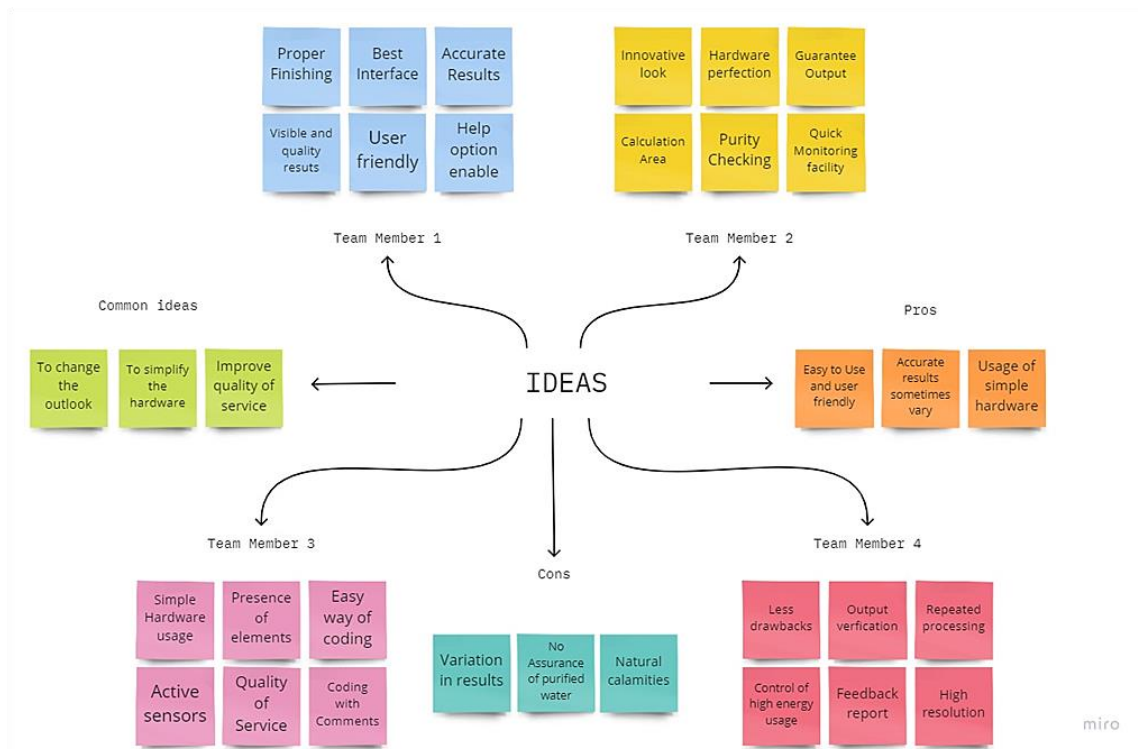 Proper
Finishing
Best
Interface
Accurate
Results
Visible and
quality
resuts
User
friendly
Help
option
enable
Team Member 1
Innovative
look
Hardware
perfection
Guarantee
Output
Calculation
Area
Purity
Checking
Quick
Monitoring
facility
Team Member 2
Common ideas
To change
the
outlook
To simplify
the
hardware
Improve
quality of
service
IDEAS
Pros
Easy to Use
and user
friendly
Accurate
results
sometimes
vary
Usage of
simple
hardware
Team Member 3
Simple
Hardware
usage
Presence
of
elements
Easy
way of
coding
Active
sensors
Quality
of
Service
Coding
with
Comments
Cons
Variation
in results
No
Assurance
of purified
water
Natural
calamities
Team Member 4
Less
drawbacks
Output
verfication
Repeated
processing
Control of
high energy
usage
Feedback
report
High
resolution
miro